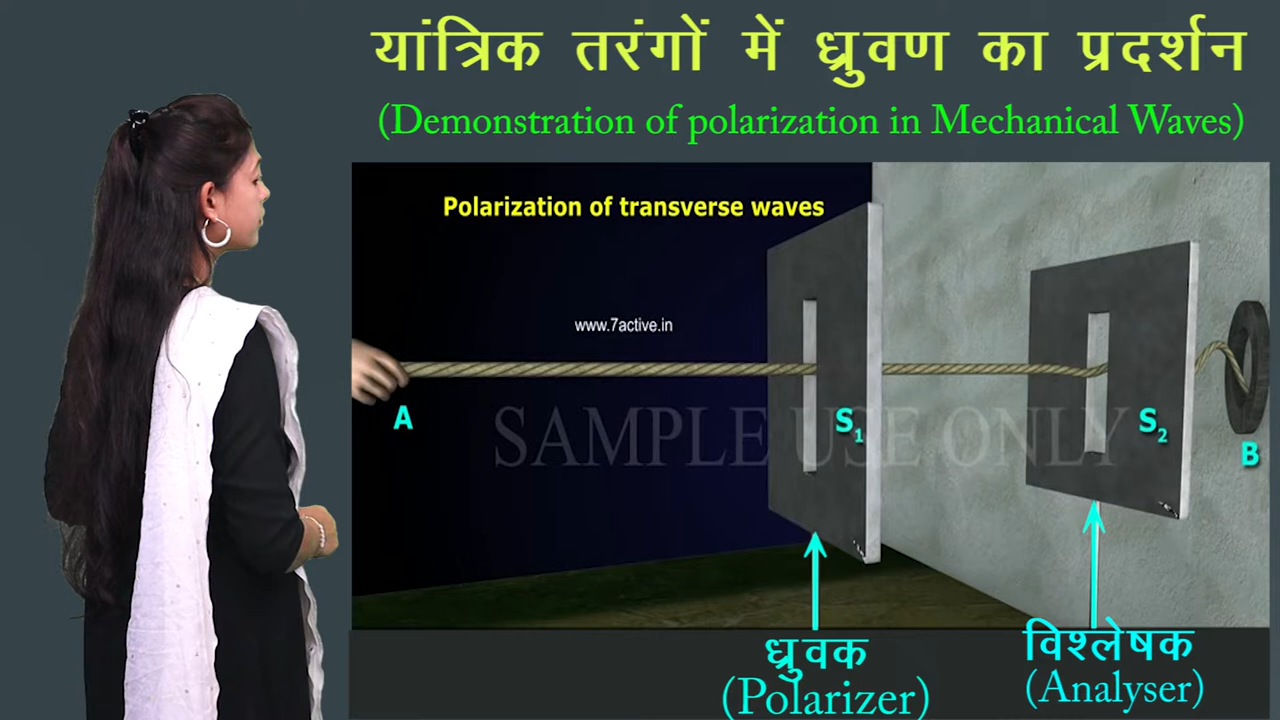 यांत्रिक तरंगों में ध्रुवण का प्रदर्शन
(Demonstration of polarization in Mechanical Waves)
Polarization of transverse waves
www.7active.in
A
SAMPLE USE ONLY
S1
S2
B
ध्रुवक
(Polarizer)
विश्लेषक
(Analyser)